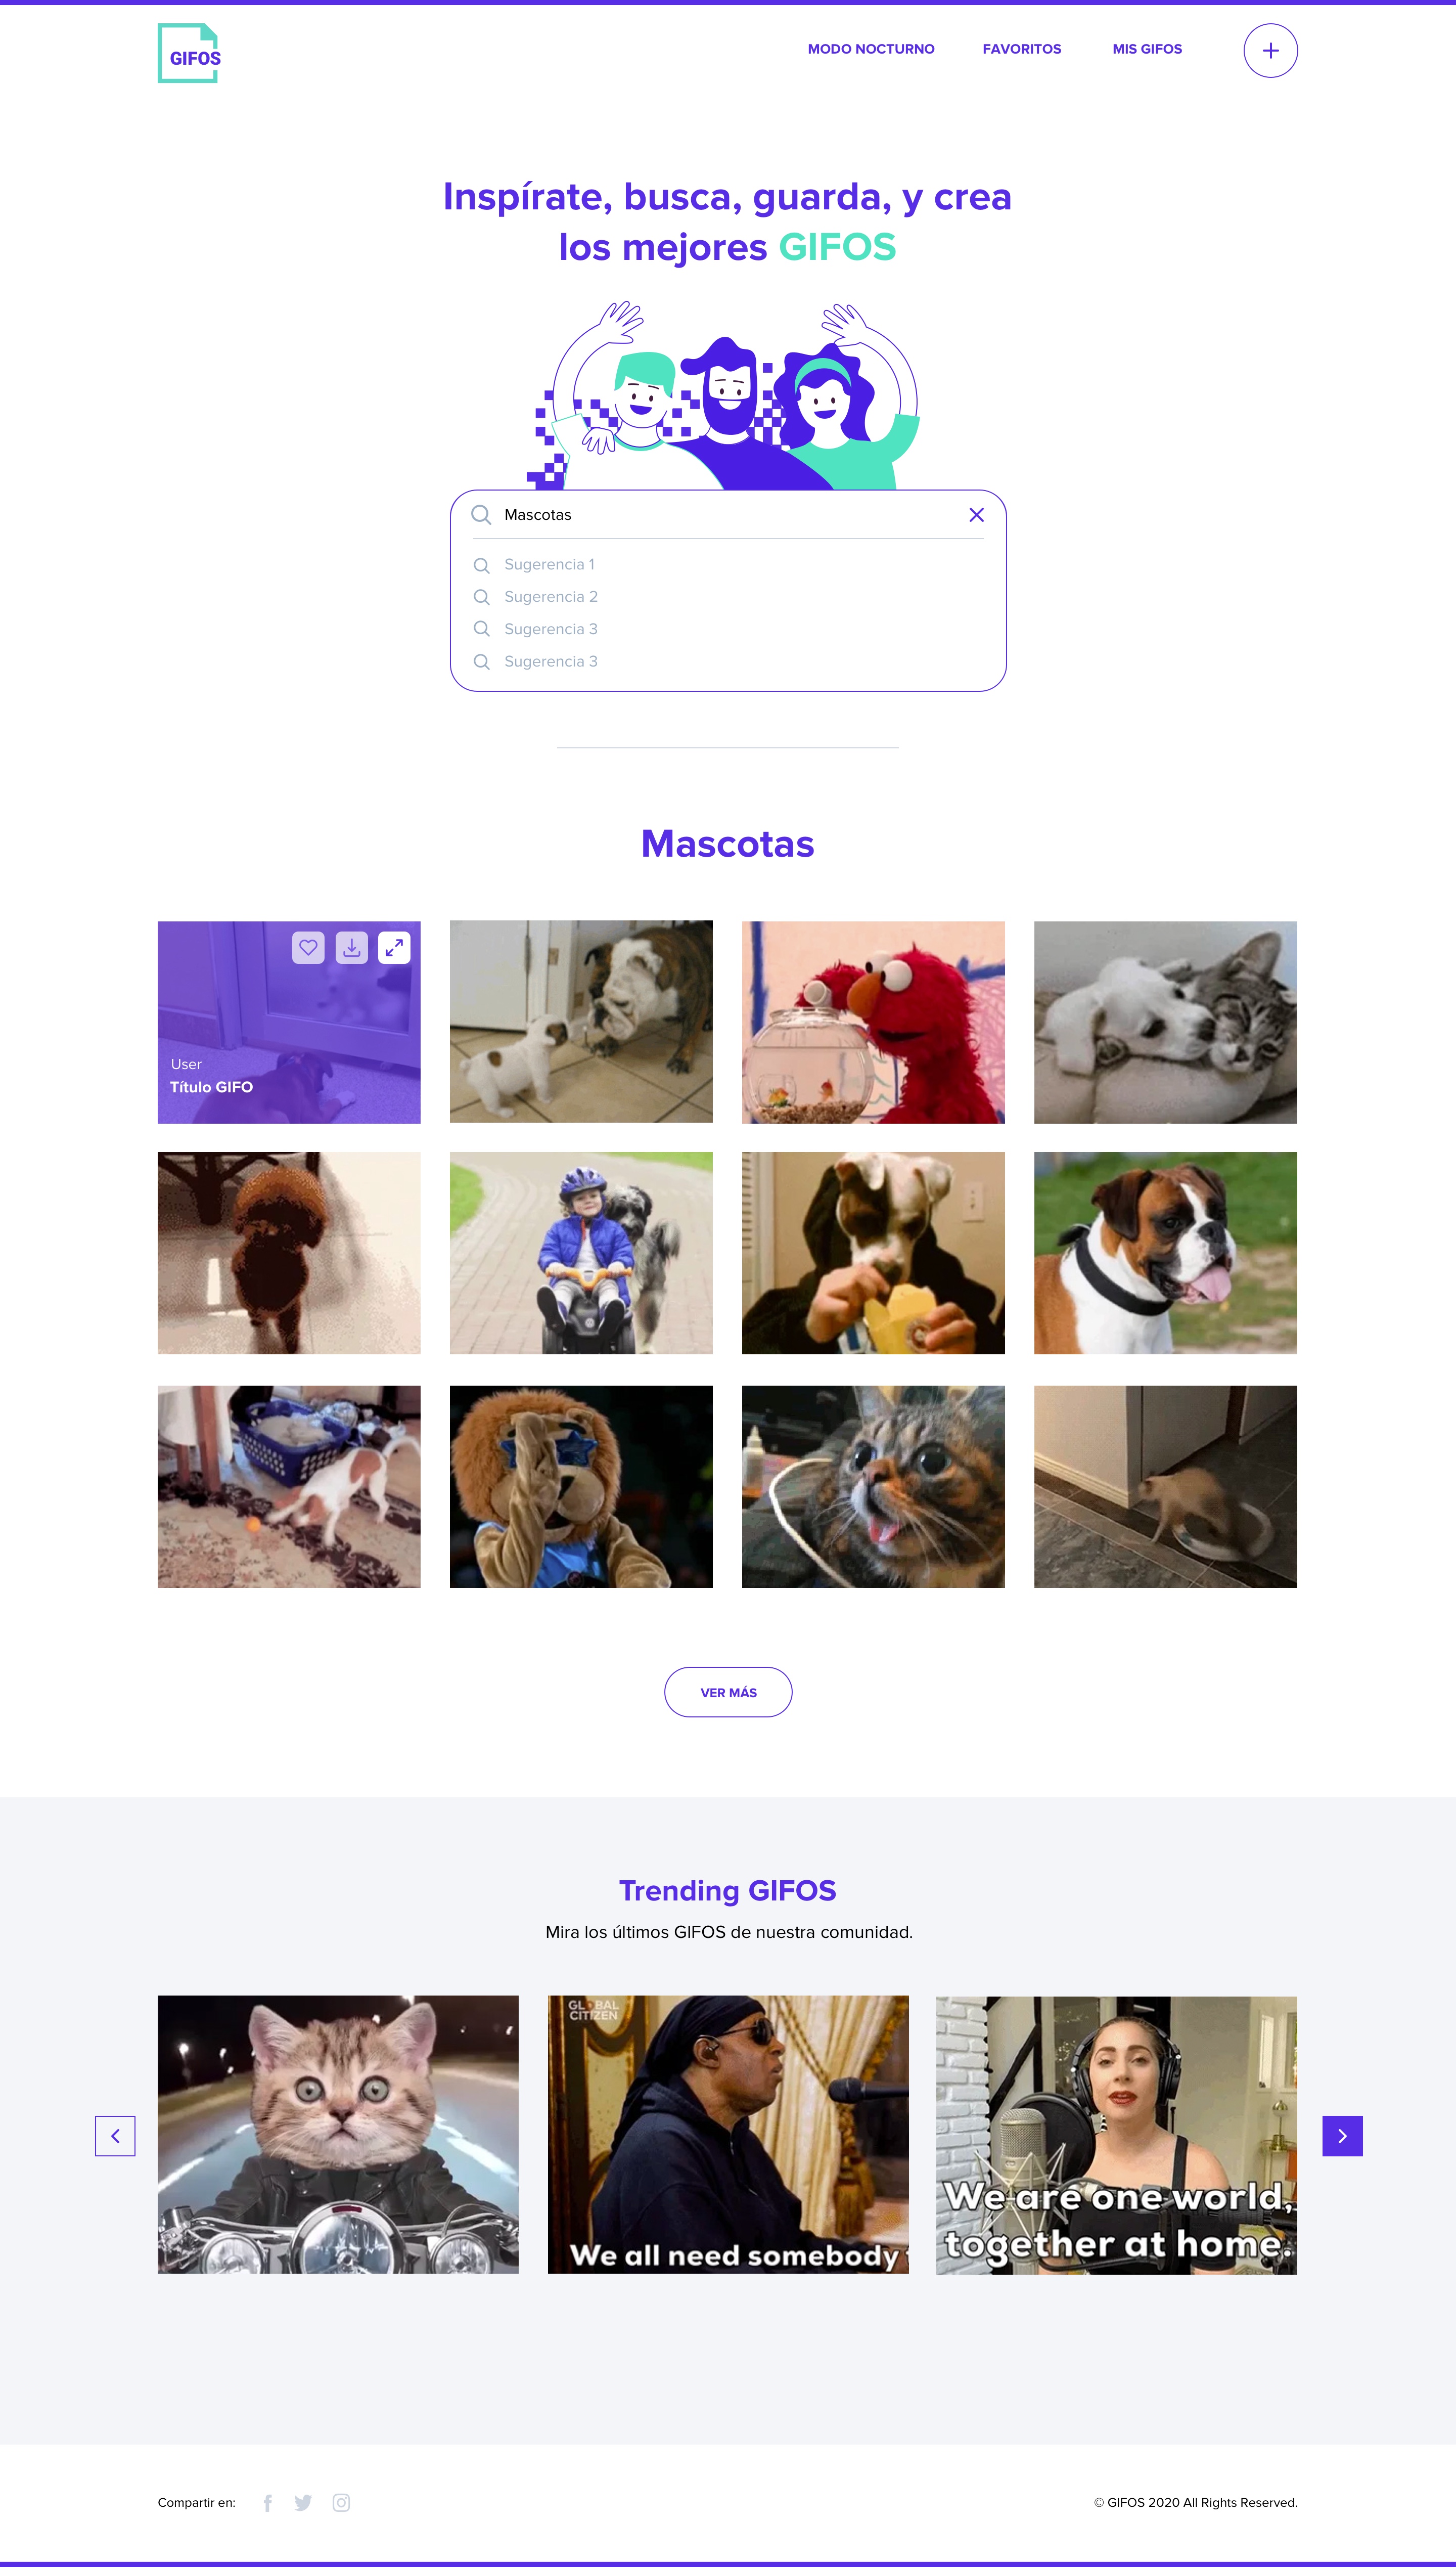 GIFOS
MODO NOCTURNO
FAVORITOS
MIS GIFOS
Inspírate, busca, guarda, y crea
los mejores GIFOS
Mascotas
Sugerencia 1
Sugerencia 2
Sugerencia 3
Sugerencia 3
Mascotas
User
Título GIFO
VER MÁS
Trending GIFOS
Mira los últimos GIFOS de nuestra comunidad.
GLOBAL
CITIZEN
We all need somebody
We are one world,
together at home.
Compartir en:
© GIFOS 2020 All Rights Reserved.